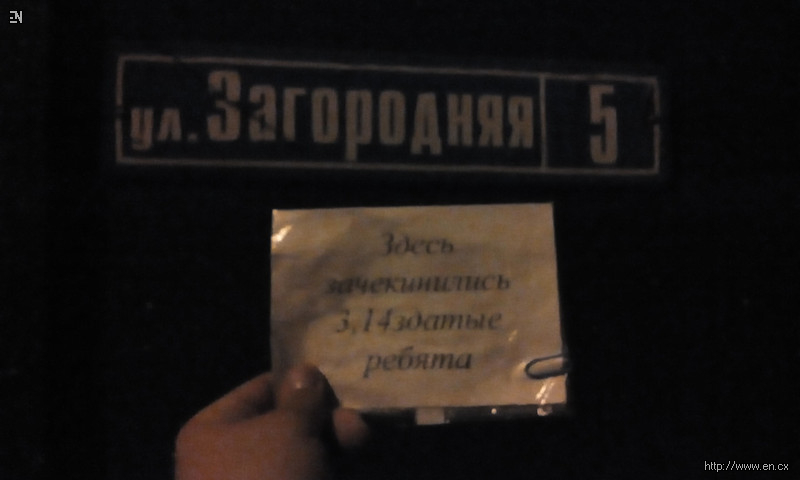 EN
ул. Загородняя 5
Здесь
зачекинились
3,14здатые
ребята
http://www.en.cx